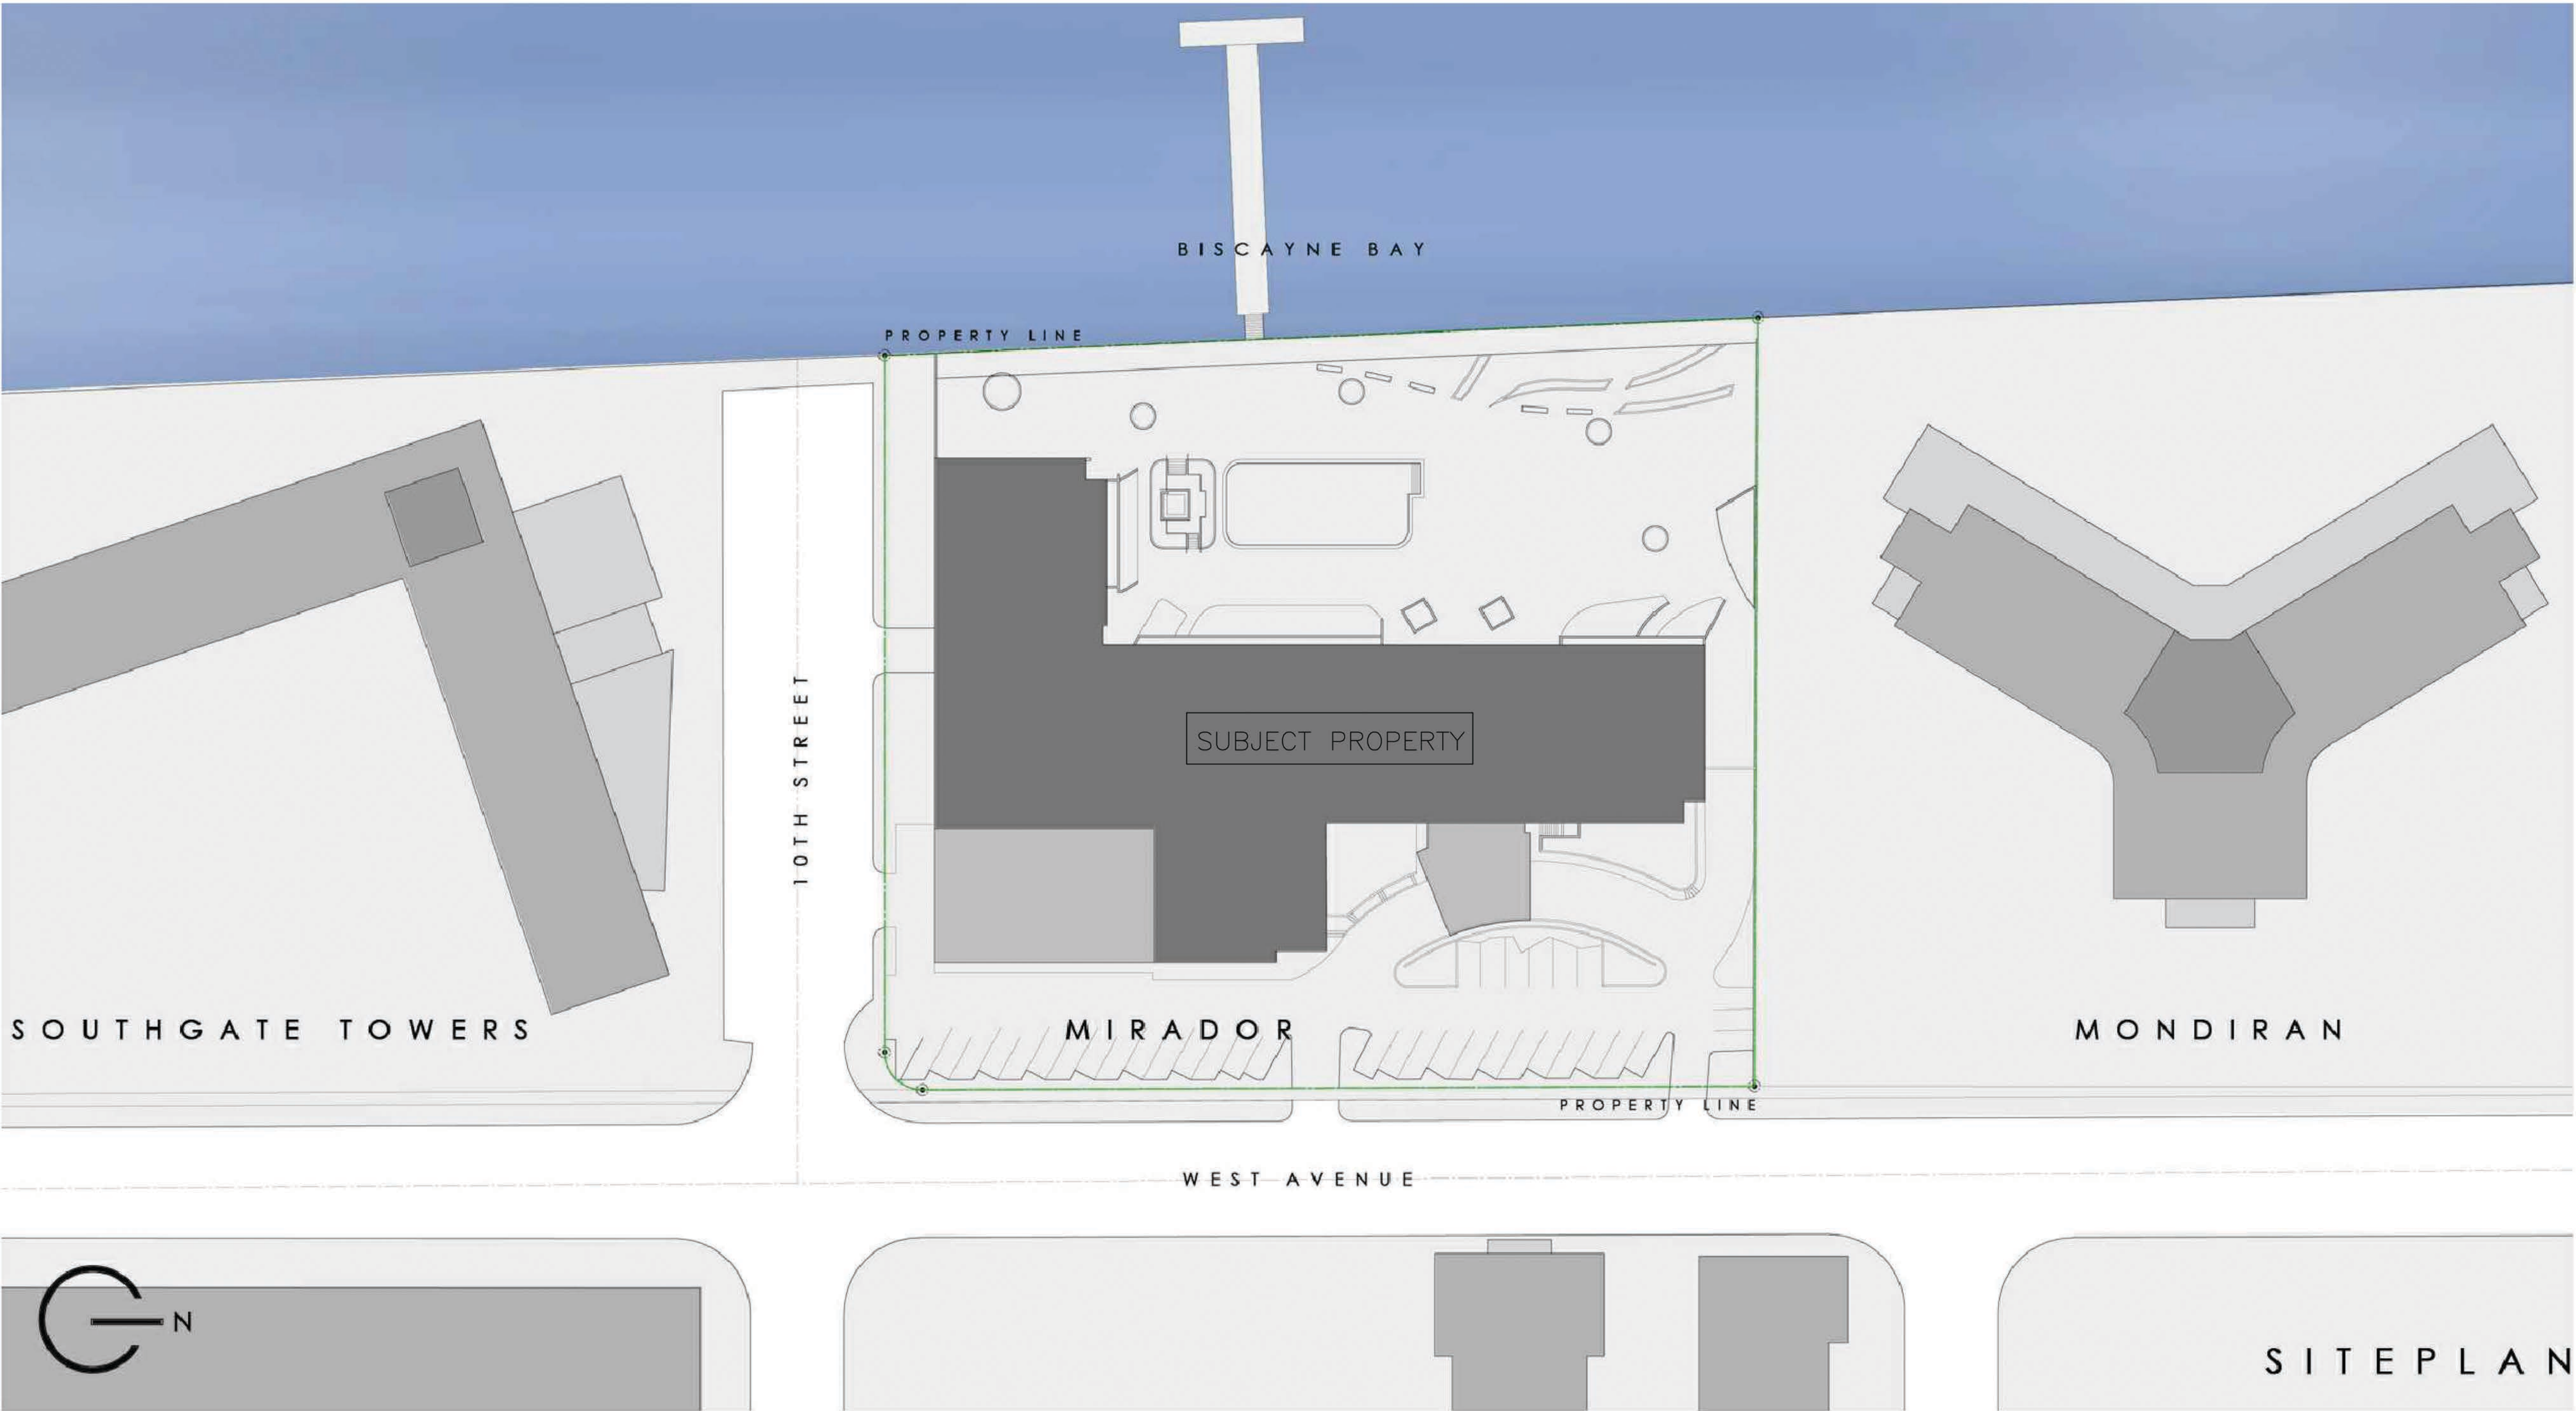 BISCAYNE BAY
PROPERTY LINE
10TH STREET
SUBJECT PROPERTY
SOUTHGATE TOWERS
MIRADOR
MONDIRAN
PROPERTY LINE
WEST AVENUE
N
SITEPLAN